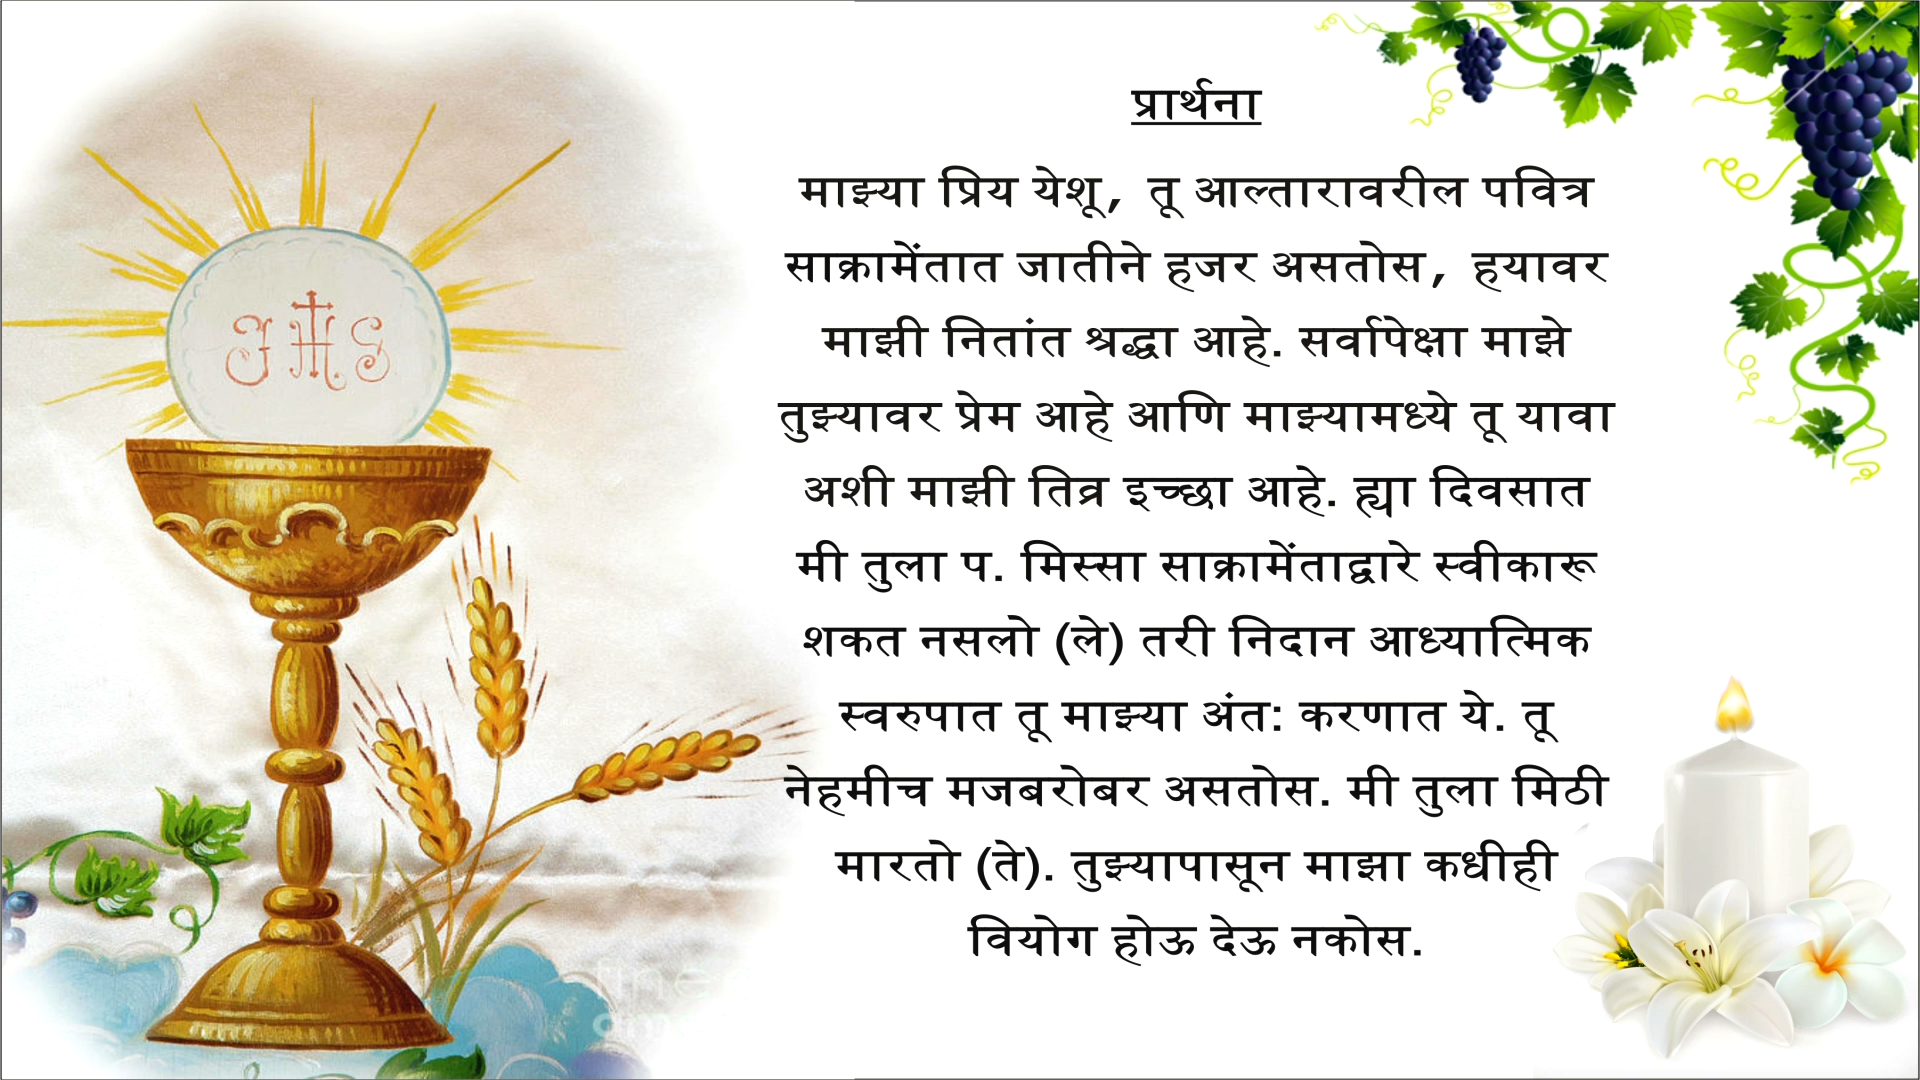 प्रार्थना
माझ्या प्रिय येशू, तू आल्तारावरील पवित्र
साक्रामेंतात जातीने हजर असतोस, हयावर
माझी नितांत श्रद्धा आहे. सर्वापेक्षा माझे
तुझ्यावर प्रेम आहे आणि माझ्यामध्ये तू यावा
अशी माझी तिव्र इच्छा आहे. ह्या दिवसात
मी तुला प. मिस्सा साक्रामेंताद्वारे स्वीकारू
शकत नसलो (ले) तरी निदान आध्यात्मिक
स्वरुपात तू माझ्या अंत: करणात ये. तू
नेहमीच मजबरोबर असतोस. मी तुला मिठी
मारतो (ते). तुझ्यापासून माझा कधीही
वियोग होऊ देऊ नकोस.
JHS